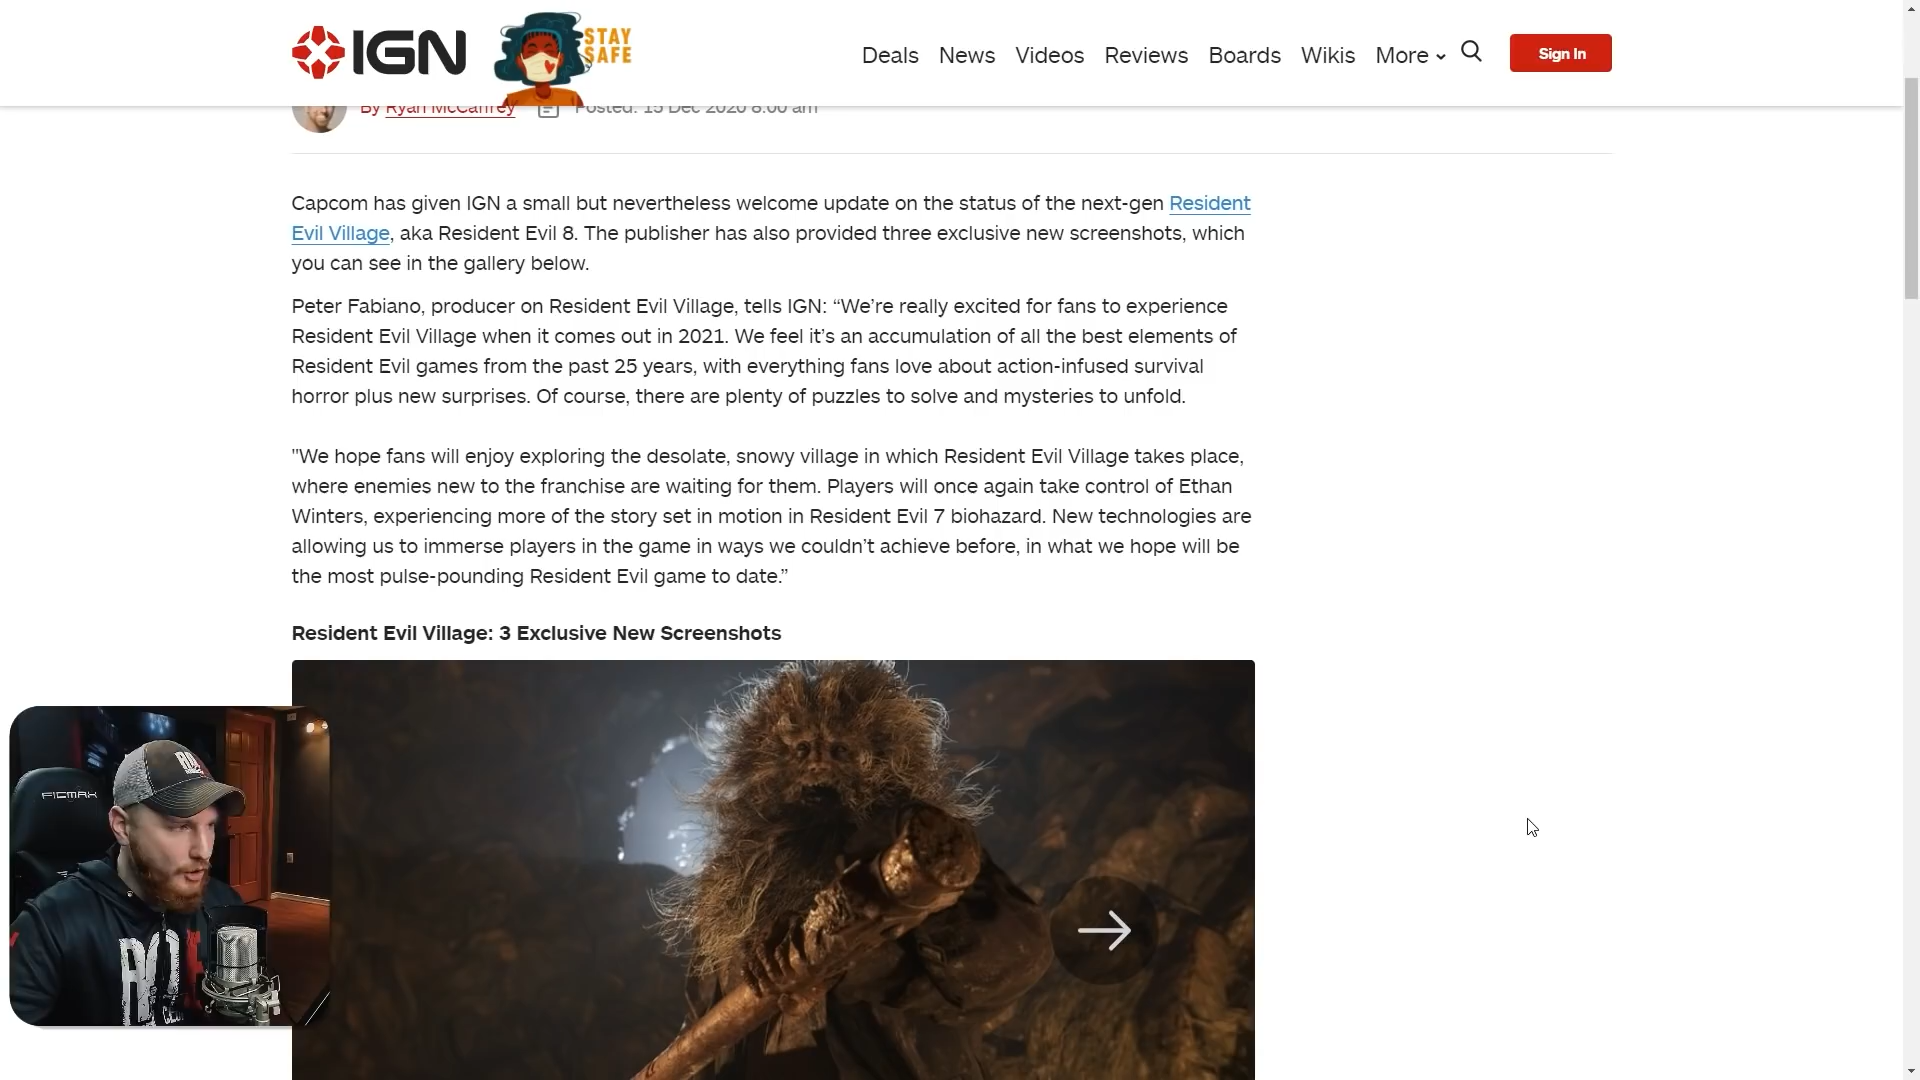 IGN
STAY
SAFE
Deals News Videos Reviews Boards Wikis More Sign In
By Ryan McCaffrey Posted: 15 Dec 2020 8:00 am
Capcom has given IGN a small but nevertheless welcome update on the status of the next-gen Resident
Evil Village, aka Resident Evil 8. The publisher has also provided three exclusive new screenshots, which
you can see in the gallery below.
Peter Fabiano, producer on Resident Evil Village, tells IGN: “We’re really excited for fans to experience
Resident Evil Village when it comes out in 2021. We feel it’s an accumulation of all the best elements of
Resident Evil games from the past 25 years, with everything fans love about action-infused survival
horror plus new surprises. Of course, there are plenty of puzzles to solve and mysteries to unfold.
"We hope fans will enjoy exploring the desolate, snowy village in which Resident Evil Village takes place,
where enemies new to the franchise are waiting for them. Players will once again take control of Ethan
Winters, experiencing more of the story set in motion in Resident Evil 7 biohazard. New technologies are
allowing us to immerse players in the game in ways we couldn’t achieve before, in what we hope will be
the most pulse-pounding Resident Evil game to date.”
Resident Evil Village: 3 Exclusive New Screenshots
FICMAX